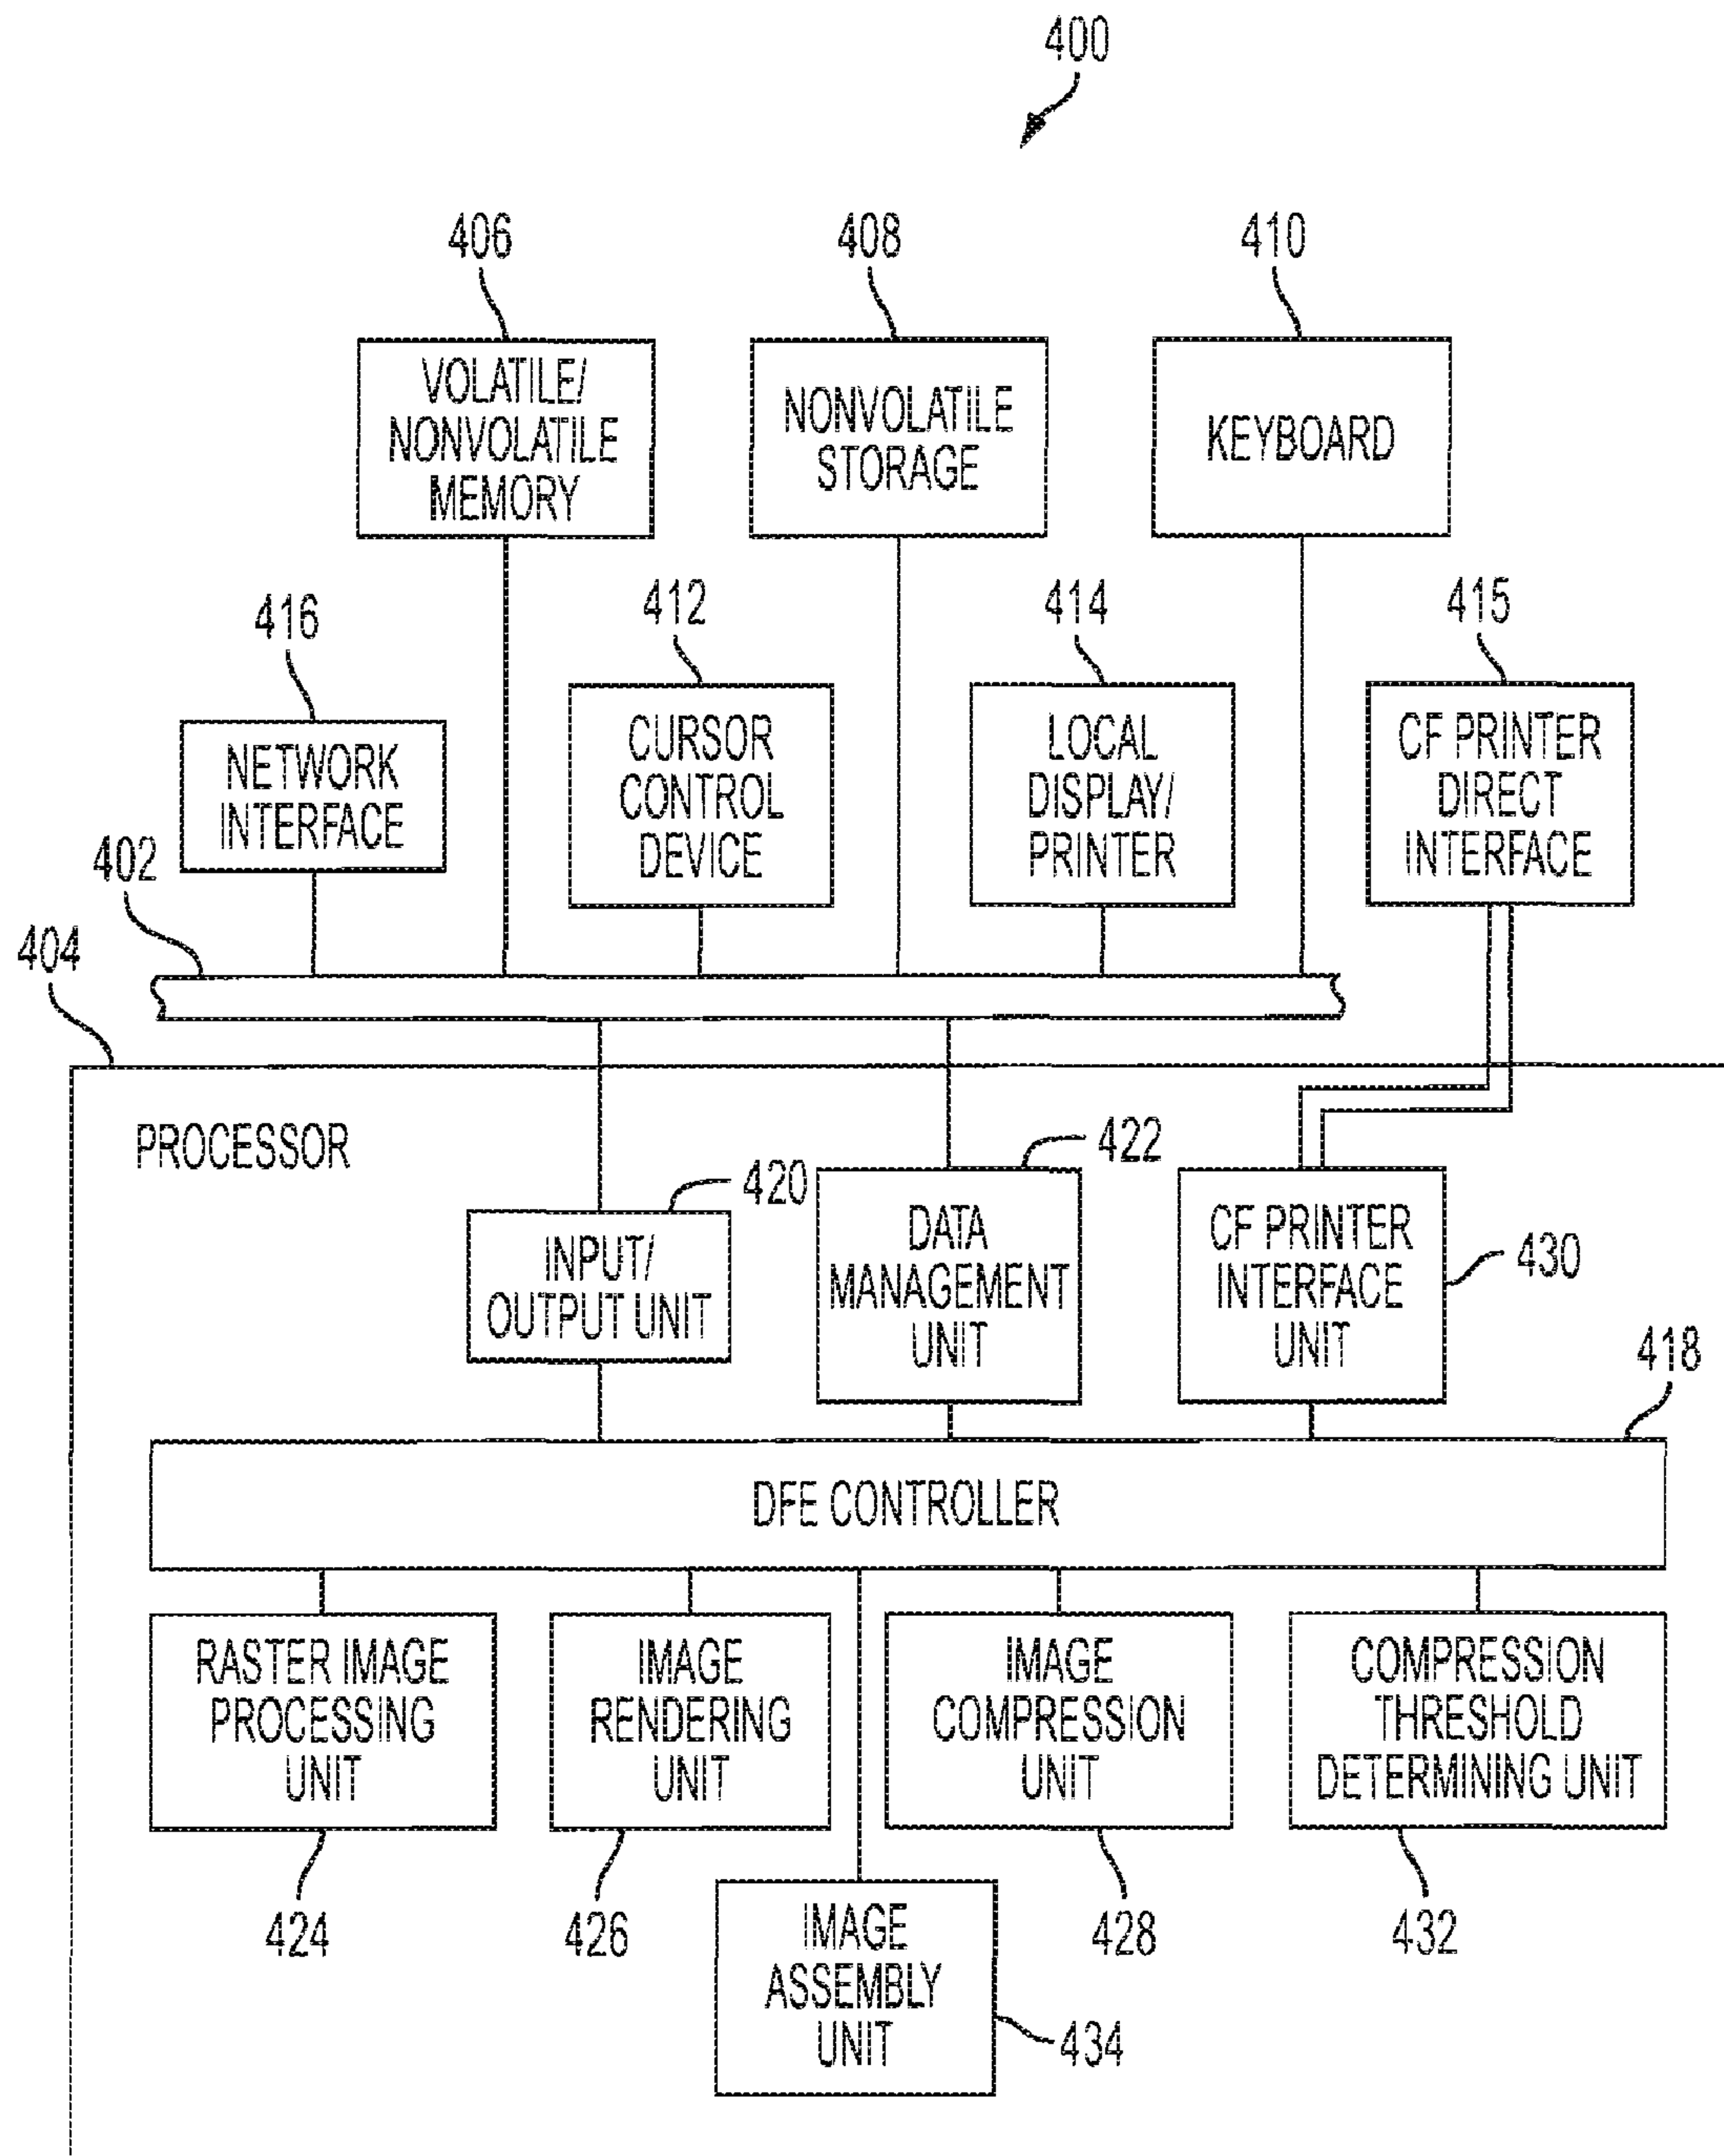 400
406
408
410
VOLATILE/
NONVOLATILE
MEMORY
NONVOLATILE
STORAGE
KEYBOARD
416
412
414
415
NETWORK
INTERFACE
CURSOR
CONTROL
DEVICE
LOCAL
DISPLAY/
PRINTER
CF PRINTER
DIRECT
INTERFACE
402
404
PROCESSOR
420
422
430
INPUT/
OUTPUT UNIT
DATA
MANAGEMENT
UNIT
CF PRINTER
INTERFACE
UNIT
418
DFE CONTROLLER
RASTER IMAGE
PROCESSING
UNIT
IMAGE
RENDERING
UNIT
IMAGE
COMPRESSION
UNIT
COMPRESSION
THRESHOLD
DETERMINING UNIT
424
426
428
432
IMAGE
ASSEMBLY
UNIT
434